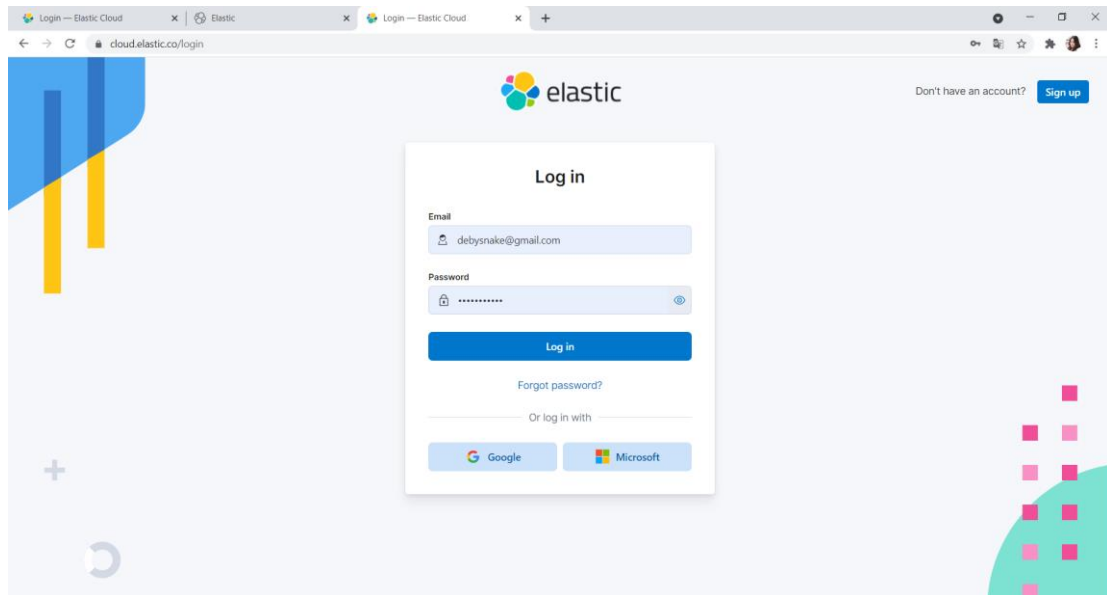 Login — Elastic Cloud
Elastic
Login — Elastic Cloud
cloud.elastic.co/login
elastic
Don't have an account?
Sign up
Log in
Email
debysnake@gmail.com
Password
•••••••••••
Log in
Forgot password?
Or log in with
Google
Microsoft